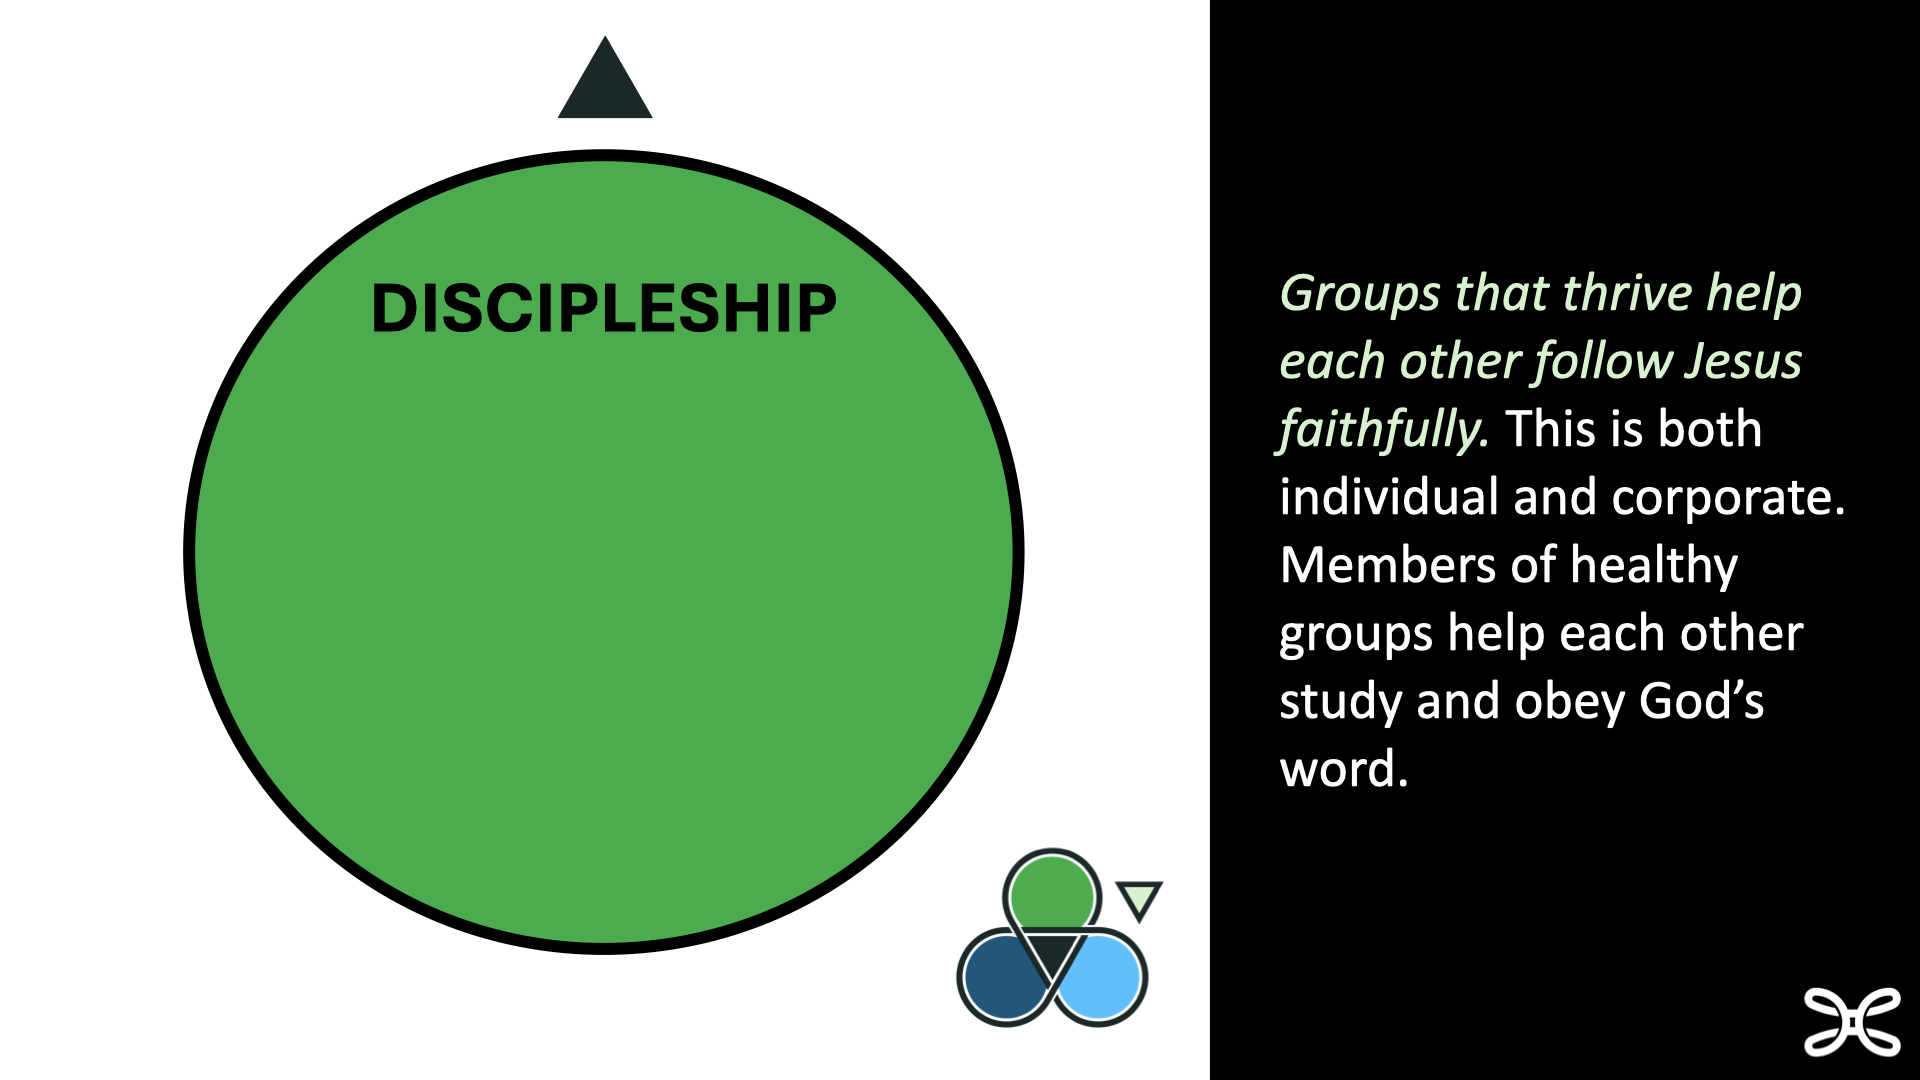 DISCIPLESHIP
Groups that thrive help
each other follow Jesus
faithfully. This is both
individual and corporate.
Members of healthy
groups help each other
study and obey God’s
word.